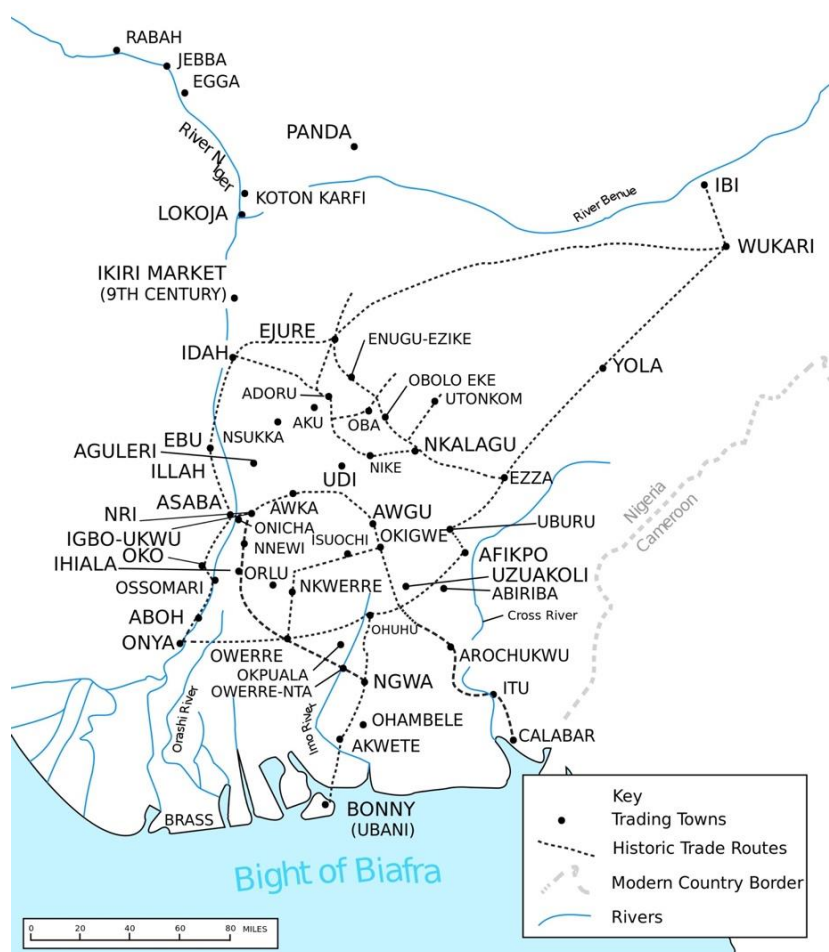 RABAH
JEBBA
EGGA
River Niger
PANDA
KOTON KARFI
LOKOJA
River Benue
IBI
WUKARI
IKIRI MARKET
(9TH CENTURY)
EJURE
IDAH
ENUGU-EZIKE
YOLA
ADORU
OBOLO EKE
UTONKOM
AKU
OBA
NSUKKA
EBU
NKALAGU
AGULERI
ILLAH
NIKE
UDI
EZZA
ASABA
AWKA
NRI
ONICHA
AWGU
UBURU
IGBO-UKWU
NNEWI
ISUOCHI
OKIGWE
OKO
AFIKPO
IHIALA
ORLU
UZUAKOLI
OSSOMARI
NKWERRE
ABIRIBA
Nigeria
Cameroon
ABOH
OHUHU
Cross River
ONYA
OWERRE
AROCHUKWU
OKPUALA
OWERRE-NTA
NGWA
ITU
Orashi River
Imo River
OHAMBELE
AKWETE
CALABAR
BRASS
BONNY
(UBANI)
Bight of Biafra
Key
Trading Towns
Historic Trade Routes
Modern Country Border
Rivers
0 20 40 60 80 MILES